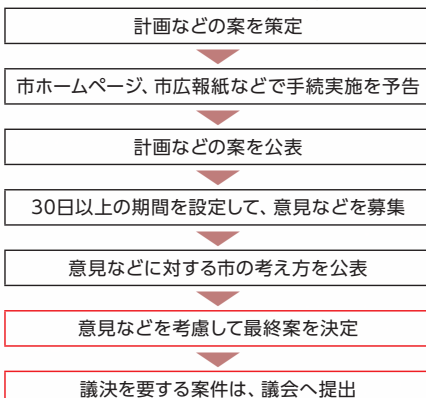 計画などの案を策定
市ホームページ、市広報紙などで手続実施を予告
計画などの案を公表
30日以上の期間を設定して、意見などを募集
意見などに対する市の考え方を公表
意見などを考慮して最終案を決定
議決を要する案件は、議会へ提出